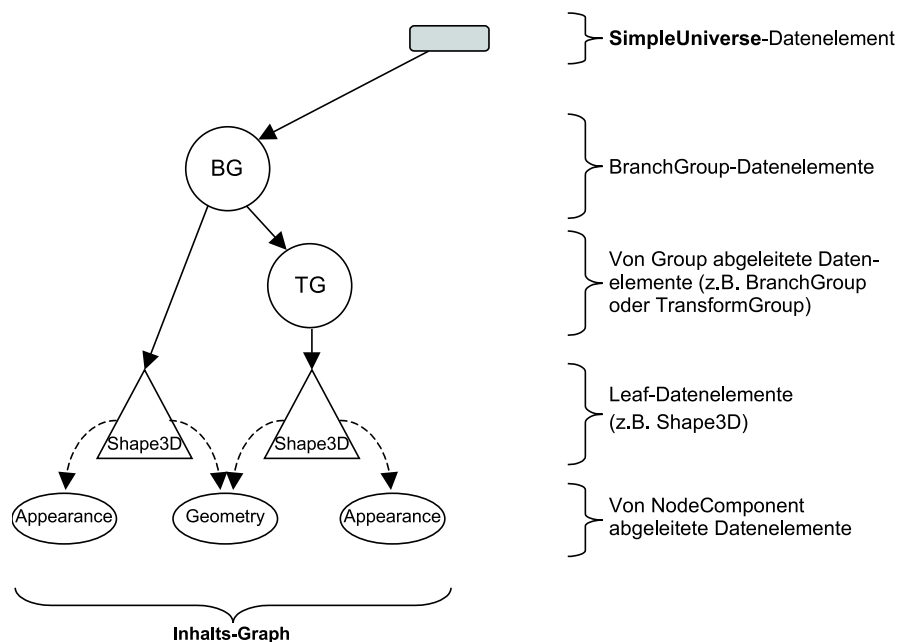 SimpleUniverse-Datenelement
BG
BranchGroup-Datenelemente
TG
Von Group abgeleitete Daten-
elemente (z.B. BranchGroup
oder TransformGroup)
Shape3D
Shape3D
Leaf-Datenelemente
(z.B. Shape3D)
Appearance
Geometry
Appearance
Von NodeComponent
abgeleitete Datenelemente
Inhalts-Graph